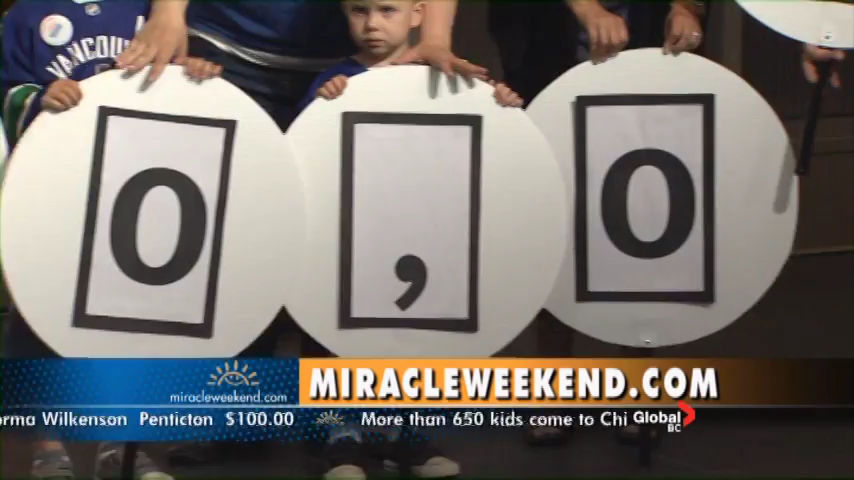 VANCOU
0 , 0
miracleweekend.com
MIRACLEWEEKEND.COM
orma Wilkenson Penticton $100.00 More than 650 kids come to Chi
Global
BC